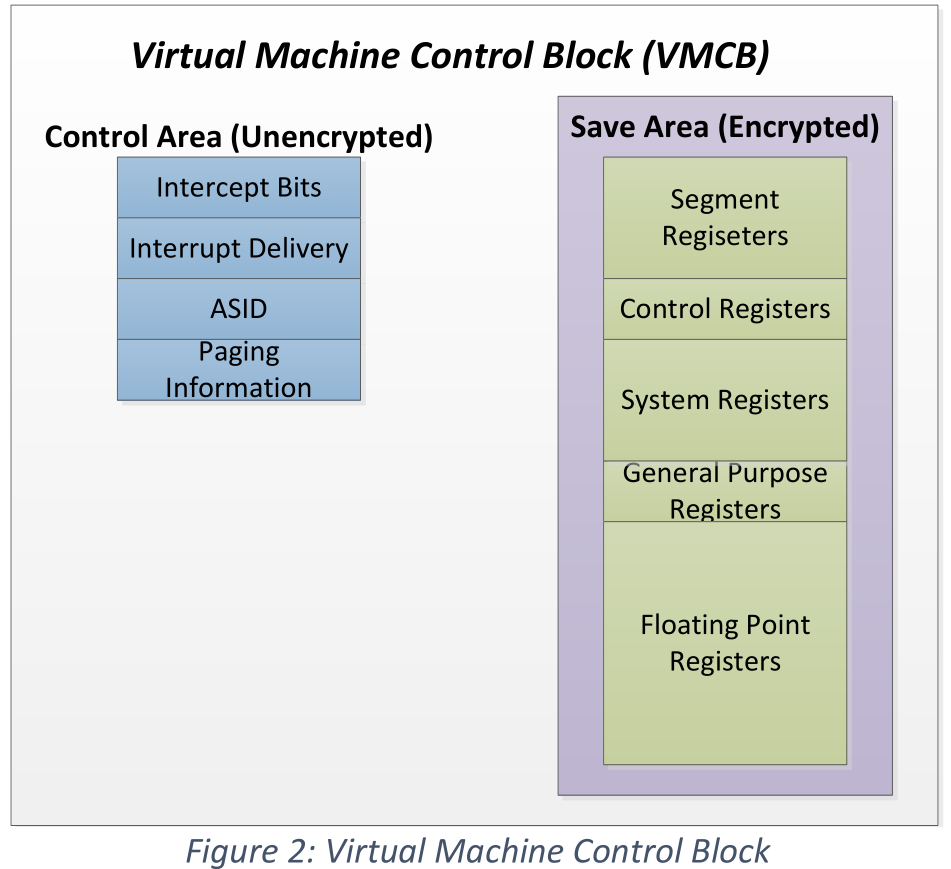 Virtual Machine Control Block (VMCB)
Control Area (Unencrypted)
Intercept Bits
Interrupt Delivery
ASID
Paging
Information
Save Area (Encrypted)
Segment
Regiseters
Control Registers
System Registers
General Purpose
Registers
Floating Point
Registers
Figure 2: Virtual Machine Control Block